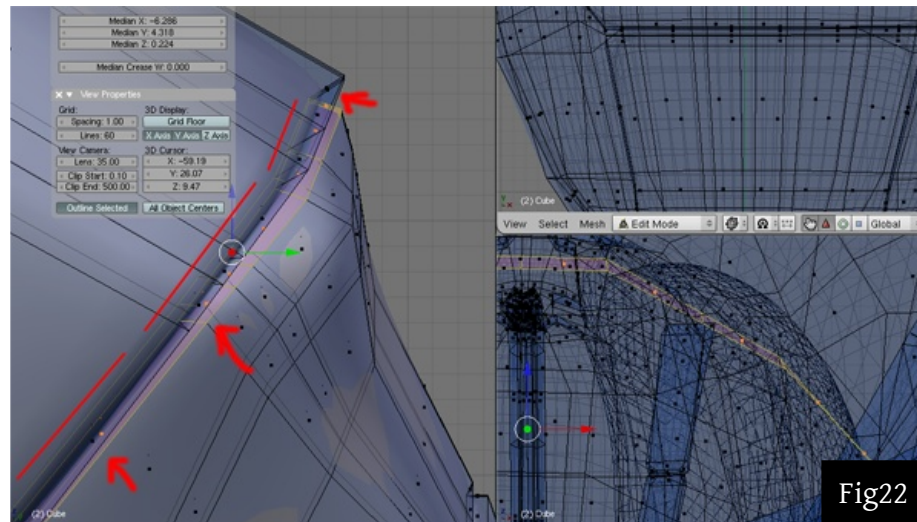 Median X: -6.286
Median Y: 4.318
Median Z: 0.224
Median Crease W: 0.000
View Properties
Grid:
Spacing: 1.00
Lines: 60
3D Display:
Grid Floor
X Axis Y Axis Z Axis
View Camera:
Lens: 35.00
Clip Start: 0.10
Clip End: 500.00
3D Cursor:
X: -59.19
Y: 26.07
Z: 9.47
Outline Selected
All Object Centers
(2) Cube
(2) Cube
View Select Mesh Edit Mode Global
(2) Cube
Fig22